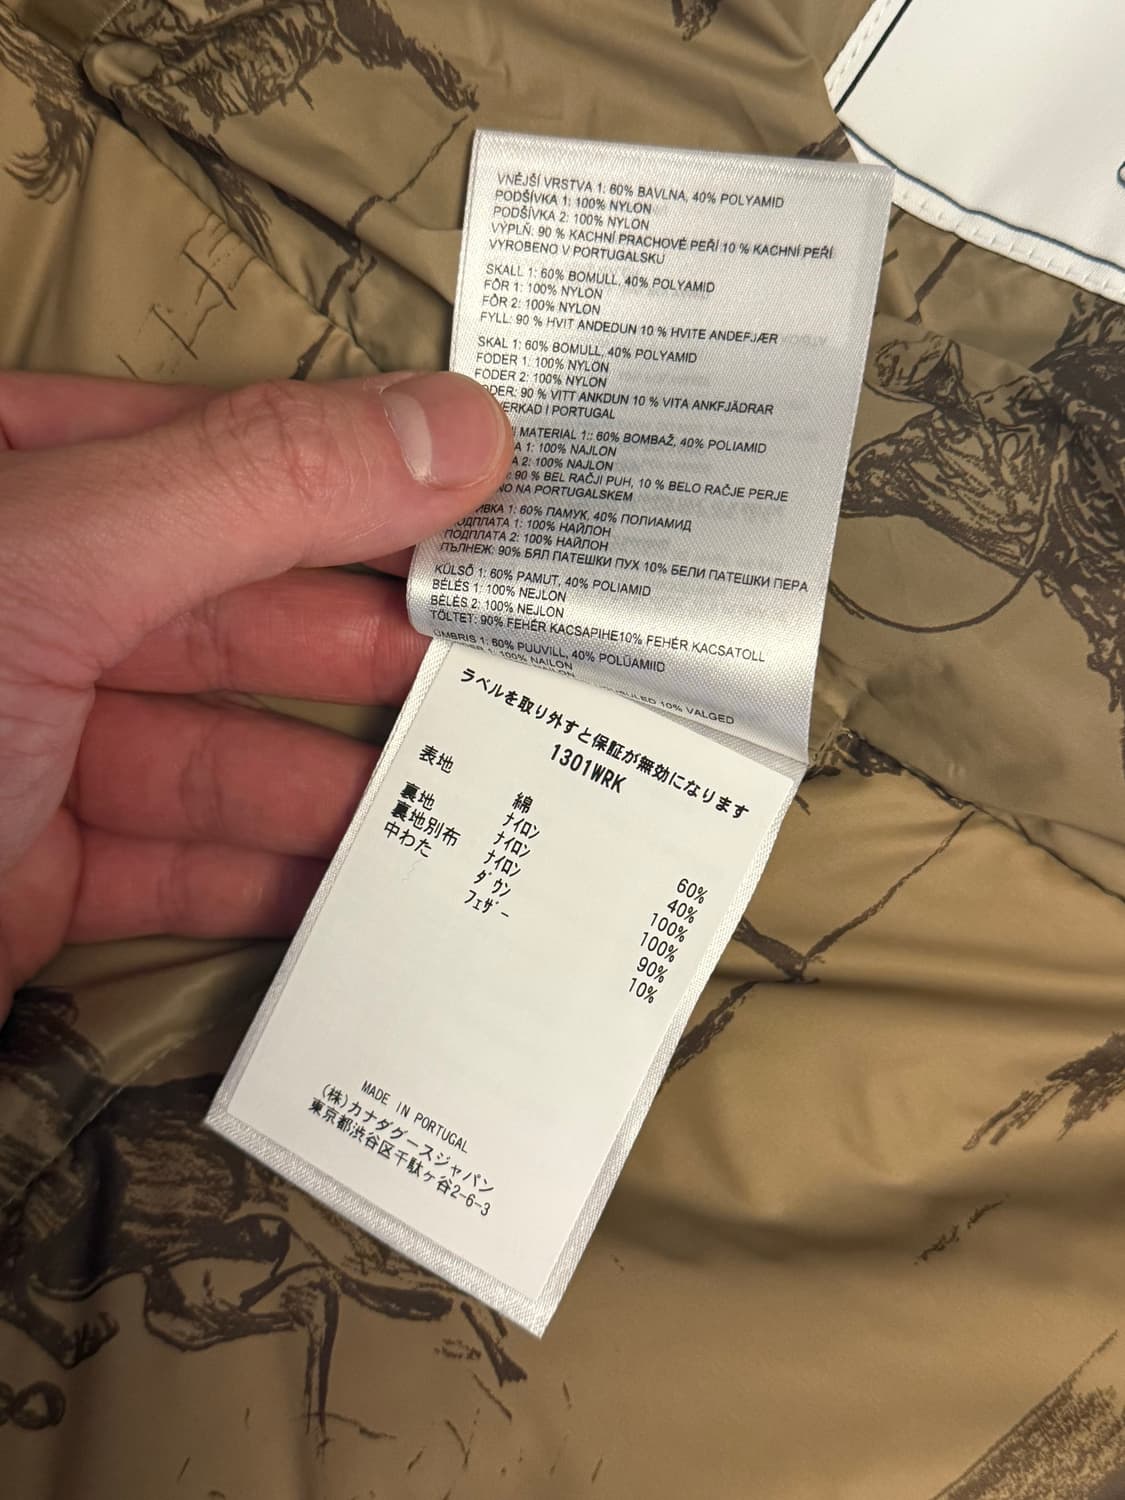 VNĚJŠÍ VRSTVA 1: 60% BAVLNA, 40% POLYAMID
PODŠÍVKA 1: 100% NYLON
PODŠÍVKA 2: 100% NYLON
VÝPLŇ: 90 % KACHNÍ PRACHOVÉ PEŘÍ 10 % KACHNÍ PEŘÍ
VYROBENO V PORTUGALSKU
SKALL 1: 60% BOMULL, 40% POLYAMID
FÔR 1: 100% NYLON
FÔR 2: 100% NYLON
FYLL: 90 % HVIT ANDEDUN 10 % HVITE ANDEFJÆR
SKAL 1: 60% BOMULL, 40% POLYAMID
FODER 1: 100% NYLON
FODER 2: 100% NYLON
90 % VITT ANKDUN 10 % VITA ANKFJÄDRAR
I PORTUGAL
MATERIAL 1:: 60% BOMBAŽ, 40% POLIAMID
1: 100% NAJLON
2: 100% NAJLON
90 % BEL RAČJI PUH, 10 % BELO RAČJE PERJE
NA PORTUGALSKEM
1: 60% ПАМУК, 40% ПОЛИАМИД
ПОДПЛАТА 1: 100% НАЙЛОН
ПОДПЛАТА 2: 100% НАЙЛОН
ПЪЛНЕЖ: 90% БЯЛ ПАТЕШКИ ПУХ 10% БЕЛИ ПАТЕШКИ ПЕРА
KÜLSŐ 1: 60% PAMUT, 40% POLIAMID
BÉLÉS 1: 100% NEJLON
BÉLÉS 2: 100% NEJLON
TÖLTET: 90% FEHÉR KACSAPIHE10% FEHÉR KACSATOLL
ÜMBRIS 1: 60% PUUVILL, 40% POLÜAMIID
1: 100% NAILON
10% VALGED
ラベルを取り外すと保証が無効になります
1301WRK
表地 綿 60%
ナイロン 40%
裏地 ナイロン 100%
裏地別布 ナイロン 100%
中わた ダウン 90%
フェザー 10%
MADE IN PORTUGAL
(株)カナダグースジャパン
東京都渋谷区千駄ヶ谷2-6-3